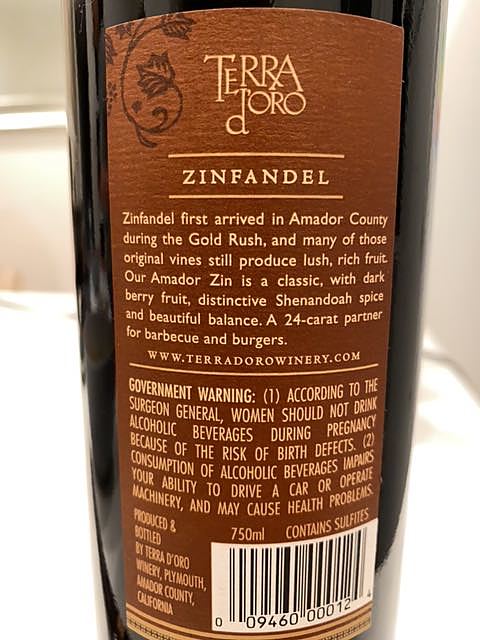 TERRA
d'ORO
ZINFANDEL
Zinfandel first arrived in Amador County
during the Gold Rush, and many of those
original vines still produce lush, rich fruit.
Our Amador Zin is a classic, with dark
berry fruit, distinctive Shenandoah spice
and beautiful balance. A 24-carat partner
for barbecue and burgers.
WWW.TERRADOROWINERY.COM
GOVERNMENT WARNING: (1) ACCORDING TO THE
SURGEON GENERAL, WOMEN SHOULD NOT DRINK
ALCOHOLIC BEVERAGES DURING PREGNANCY
BECAUSE OF THE RISK OF BIRTH DEFECTS. (2)
CONSUMPTION OF ALCOHOLIC BEVERAGES IMPAIRS
YOUR ABILITY TO DRIVE A CAR OR OPERATE
MACHINERY, AND MAY CAUSE HEALTH PROBLEMS.
PRODUCED &
BOTTLED
BY TERRA D'ORO
WINERY, PLYMOUTH,
AMADOR COUNTY,
CALIFORNIA
750ml CONTAINS SULFITES
0 09460 00012 4